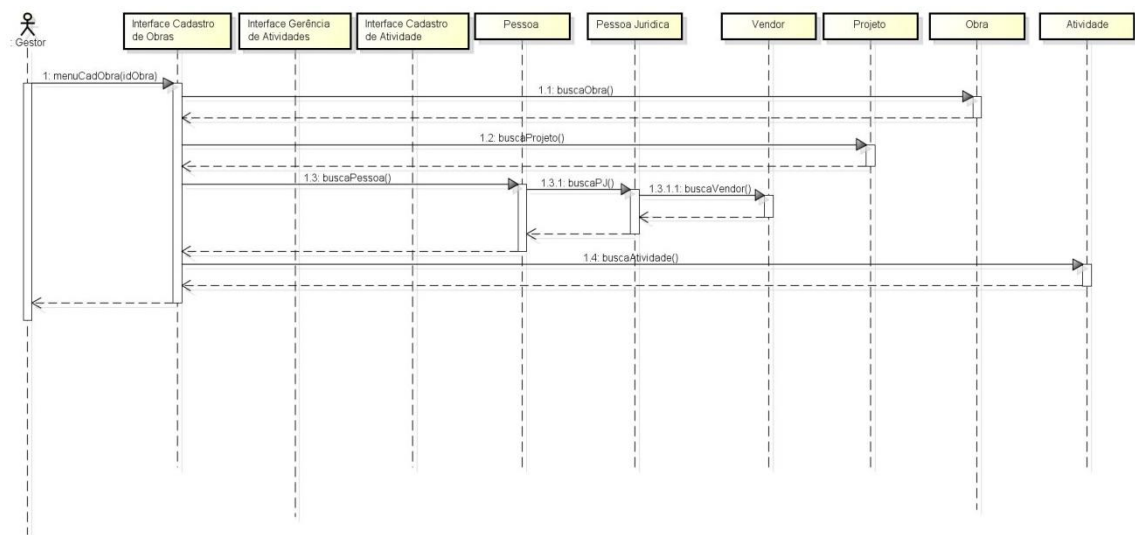 : Gestor
Interface Cadastro
de Obras
Interface Gerência
de Atividades
Interface Cadastro
de Atividade
Pessoa
Pessoa Juridica
Vendor
Projeto
Obra
Atividade
1: menuCadObra(idObra)
1.1: buscaObra()
1.2: buscaProjeto()
1.3: buscaPessoa()
1.3.1: buscaPJ()
1.3.1.1: buscaVendor()
1.4: buscaAtividade()